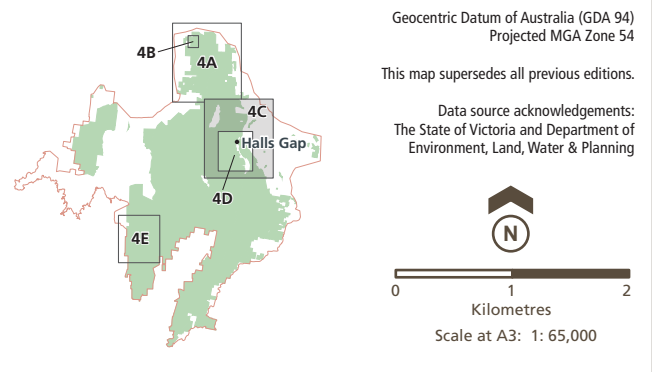 4B
4A
4C
Halls Gap
4D
4E
Geocentric Datum of Australia (GDA 94)
Projected MGA Zone 54
This map supersedes all previous editions.
Data source acknowledgements:
The State of Victoria and Department of
Environment, Land, Water & Planning
N
0 1 2
Kilometres
Scale at A3: 1: 65,000